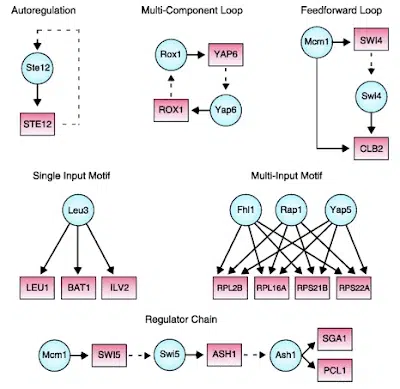 Autoregulation
Multi-Component Loop
Feedforward Loop
Ste12
STE12
Rox1
YAP6
ROX1
Yap6
Mcm1
SWI4
Swi4
CLB2
Single Input Motif
Multi-Input Motif
Leu3
LEU1
BAT1
ILV2
Fhl1
Rap1
Yap5
RPL2B
RPL16A
RPS21B
RPS22A
Regulator Chain
Mcm1
SWI5
Swi5
ASH1
Ash1
SGA1
PCL1